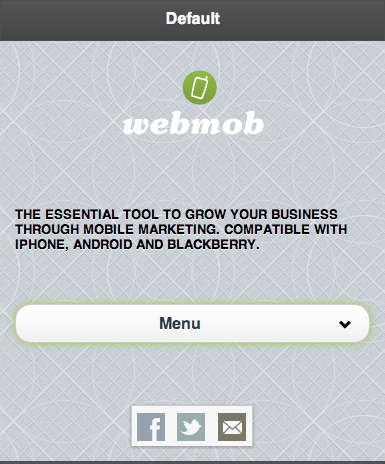 Default
webmob
THE ESSENTIAL TOOL TO GROW YOUR BUSINESS
THROUGH MOBILE MARKETING. COMPATIBLE WITH
IPHONE, ANDROID AND BLACKBERRY.
Menu